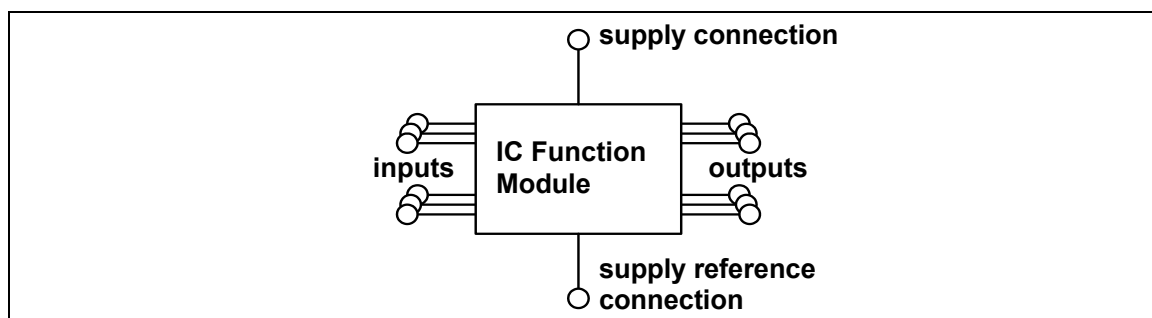 supply connection
IC Function
Module
inputs
outputs
supply reference
connection